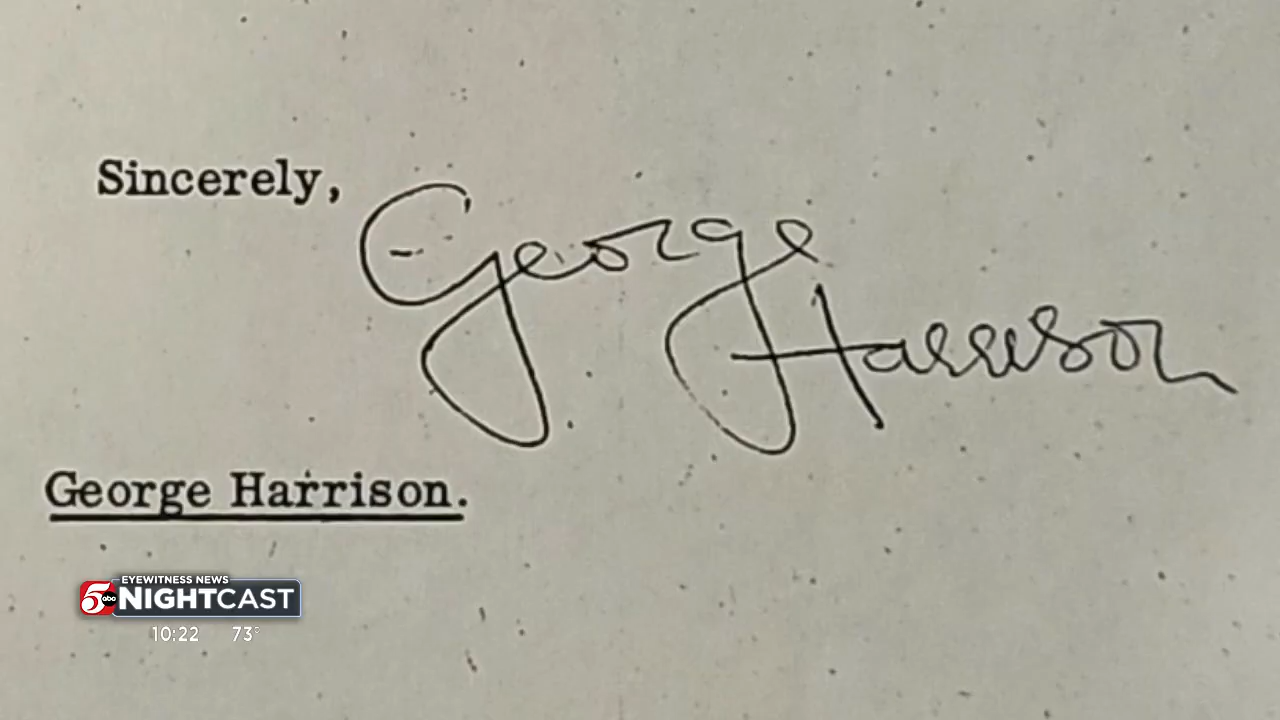 Sincerely,
George
Harrison
George Harrison.
EYEWITNESS NEWS
5 abc NIGHTCAST
10:22 73°